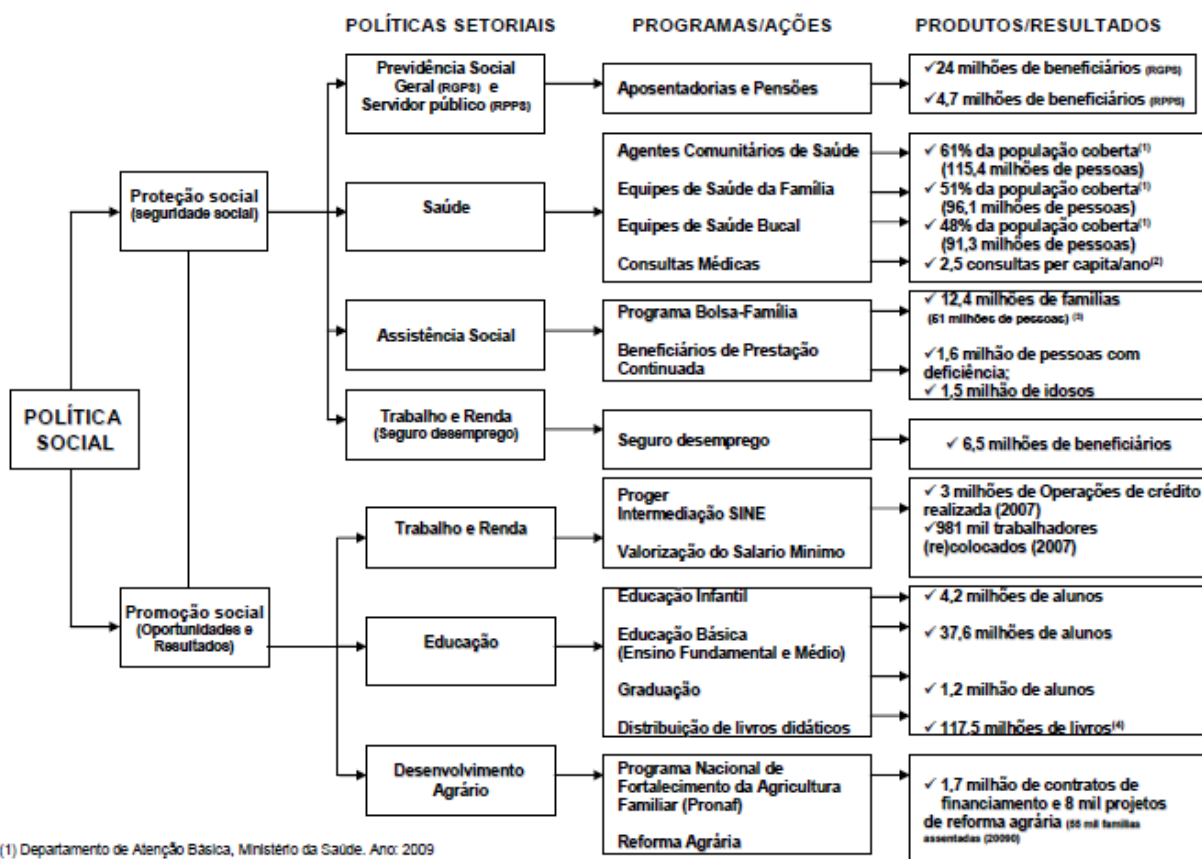 POLÍTICAS SETORIAIS
PROGRAMAS/AÇÕES
PRODUTOS/RESULTADOS
POLÍTICA
SOCIAL
Proteção social
(seguridade social)
Previdência Social
Geral (RGPS) e
Servidor público (RPPS)
Aposentadorias e Pensões
✓24 milhões de beneficiários (RGPS)
✓4,7 milhões de beneficiários (RPPS)
Saúde
Agentes Comunitários de Saúde
Equipes de Saúde da Família
Equipes de Saúde Bucal
Consultas Médicas
✓ 61% da população coberta(1)
(115,4 milhões de pessoas)
✓ 51% da população coberta(1)
(96,1 milhões de pessoas)
✓ 48% da população coberta(1)
(91,3 milhões de pessoas)
✓ 2,5 consultas per capita/ano(2)
Assistência Social
Programa Bolsa-Família
Beneficiários de Prestação
Continuada
✓ 12,4 milhões de famílias
(51 milhões de pessoas) (3)
✓1,6 milhão de pessoas com
deficiência;
✓ 1,5 milhão de idosos
Trabalho e Renda
(Seguro desemprego)
Seguro desemprego
✓ 6,5 milhões de beneficiários
Promoção social
(Oportunidades e
Resultados)
Trabalho e Renda
Proger
Intermediação SINE
Valorização do Salario Minimo
✓ 3 milhões de Operações de crédito
realizada (2007)
✓981 mil trabalhadores
(re)colocados (2007)
Educação
Educação Infantil
Educação Básica
(Ensino Fundamental e Médio)
Graduação
Distribuição de livros didáticos
✓ 4,2 milhões de alunos
✓ 37,6 milhões de alunos
✓ 1,2 milhão de alunos
✓ 117,5 milhões de livros(4)
Desenvolvimento
Agrário
Programa Nacional de
Fortalecimento da Agricultura
Familiar (Pronaf)
Reforma Agrária
✓ 1,7 milhão de contratos de
financiamento e 8 mil projetos
de reforma agrária (55 mil famílias
assentadas (20090)
(1) Departamento de Atenção Básica, Ministério da Saúde. Ano: 2009